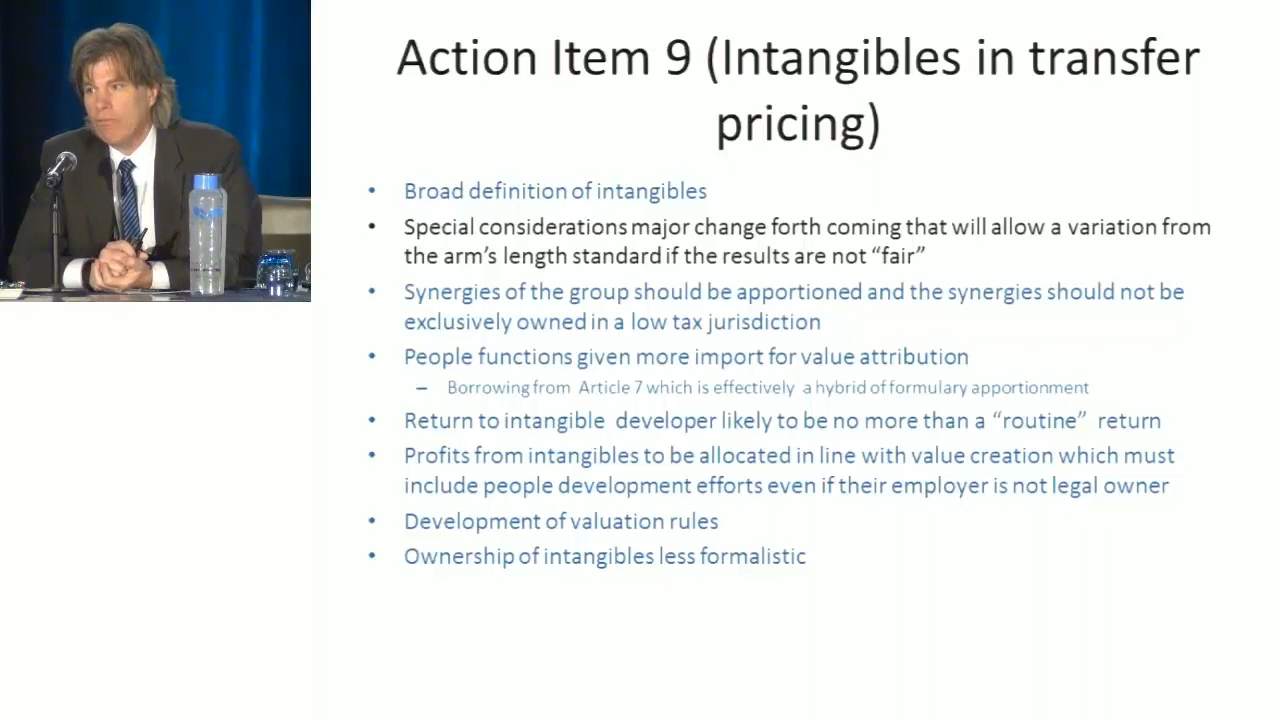 Action Item 9 (Intangibles in transfer
pricing)
• Broad definition of intangibles
• Special considerations major change forth coming that will allow a variation from
the arm’s length standard if the results are not “fair”
• Synergies of the group should be apportioned and the synergies should not be
exclusively owned in a low tax jurisdiction
• People functions given more import for value attribution
– Borrowing from Article 7 which is effectively a hybrid of formulary apportionment
• Return to intangible developer likely to be no more than a “routine” return
• Profits from intangibles to be allocated in line with value creation which must
include people development efforts even if their employer is not legal owner
• Development of valuation rules
• Ownership of intangibles less formalistic